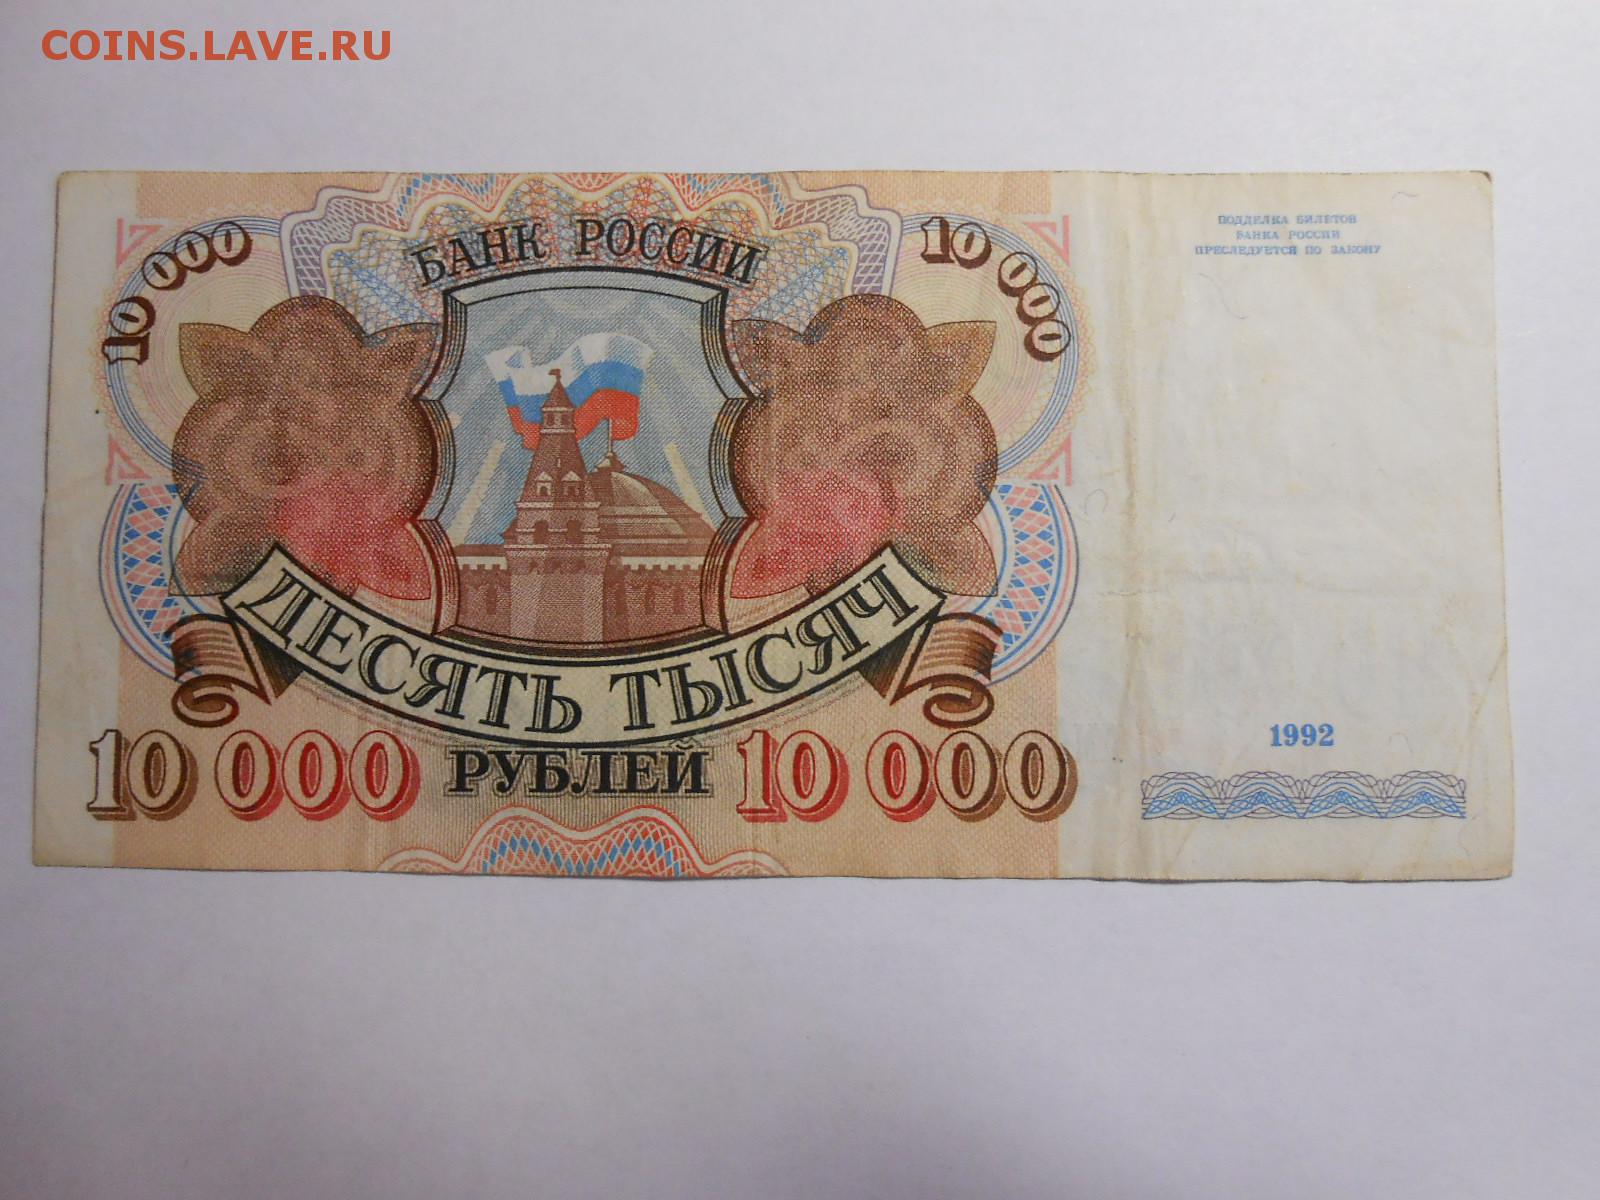 COINS.LAVE.RU
БАНК РОССИИ
10 000
10 000
ПОДДЕЛКА БИЛЕТОВ
БАНКА РОССИИ
ПРЕСЛЕДУЕТСЯ ПО ЗАКОНУ
ДЕСЯТЬ ТЫСЯЧ
10 000 РУБЛЕЙ 10 000
1992